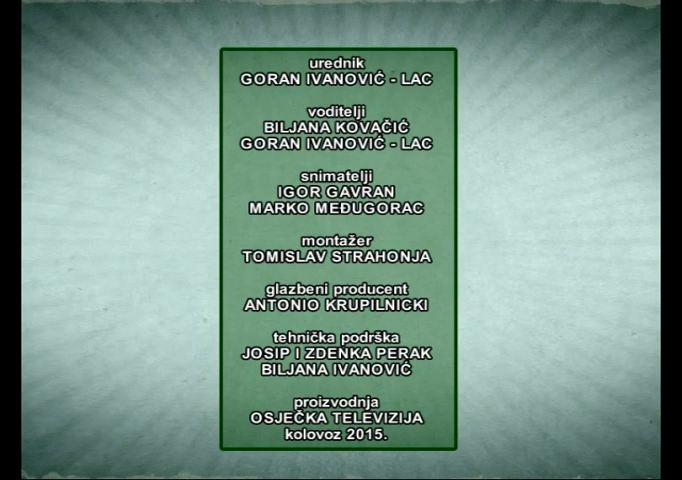 urednik
GORAN IVANOVIĆ - LAC
voditelji
BILJANA KOVAČIĆ
GORAN IVANOVIĆ - LAC
snimatelji
IGOR GAVRAN
MARKO MEĐUGORAC
montažer
TOMISLAV STRAHONJA
glazbeni producent
ANTONIO KRUPILNICKI
tehnička podrška
JOSIP I ZDENKA PERAK
BILJANA IVANOVIĆ
proizvodnja
OSJEČKA TELEVIZIJA
kolovoz 2015.